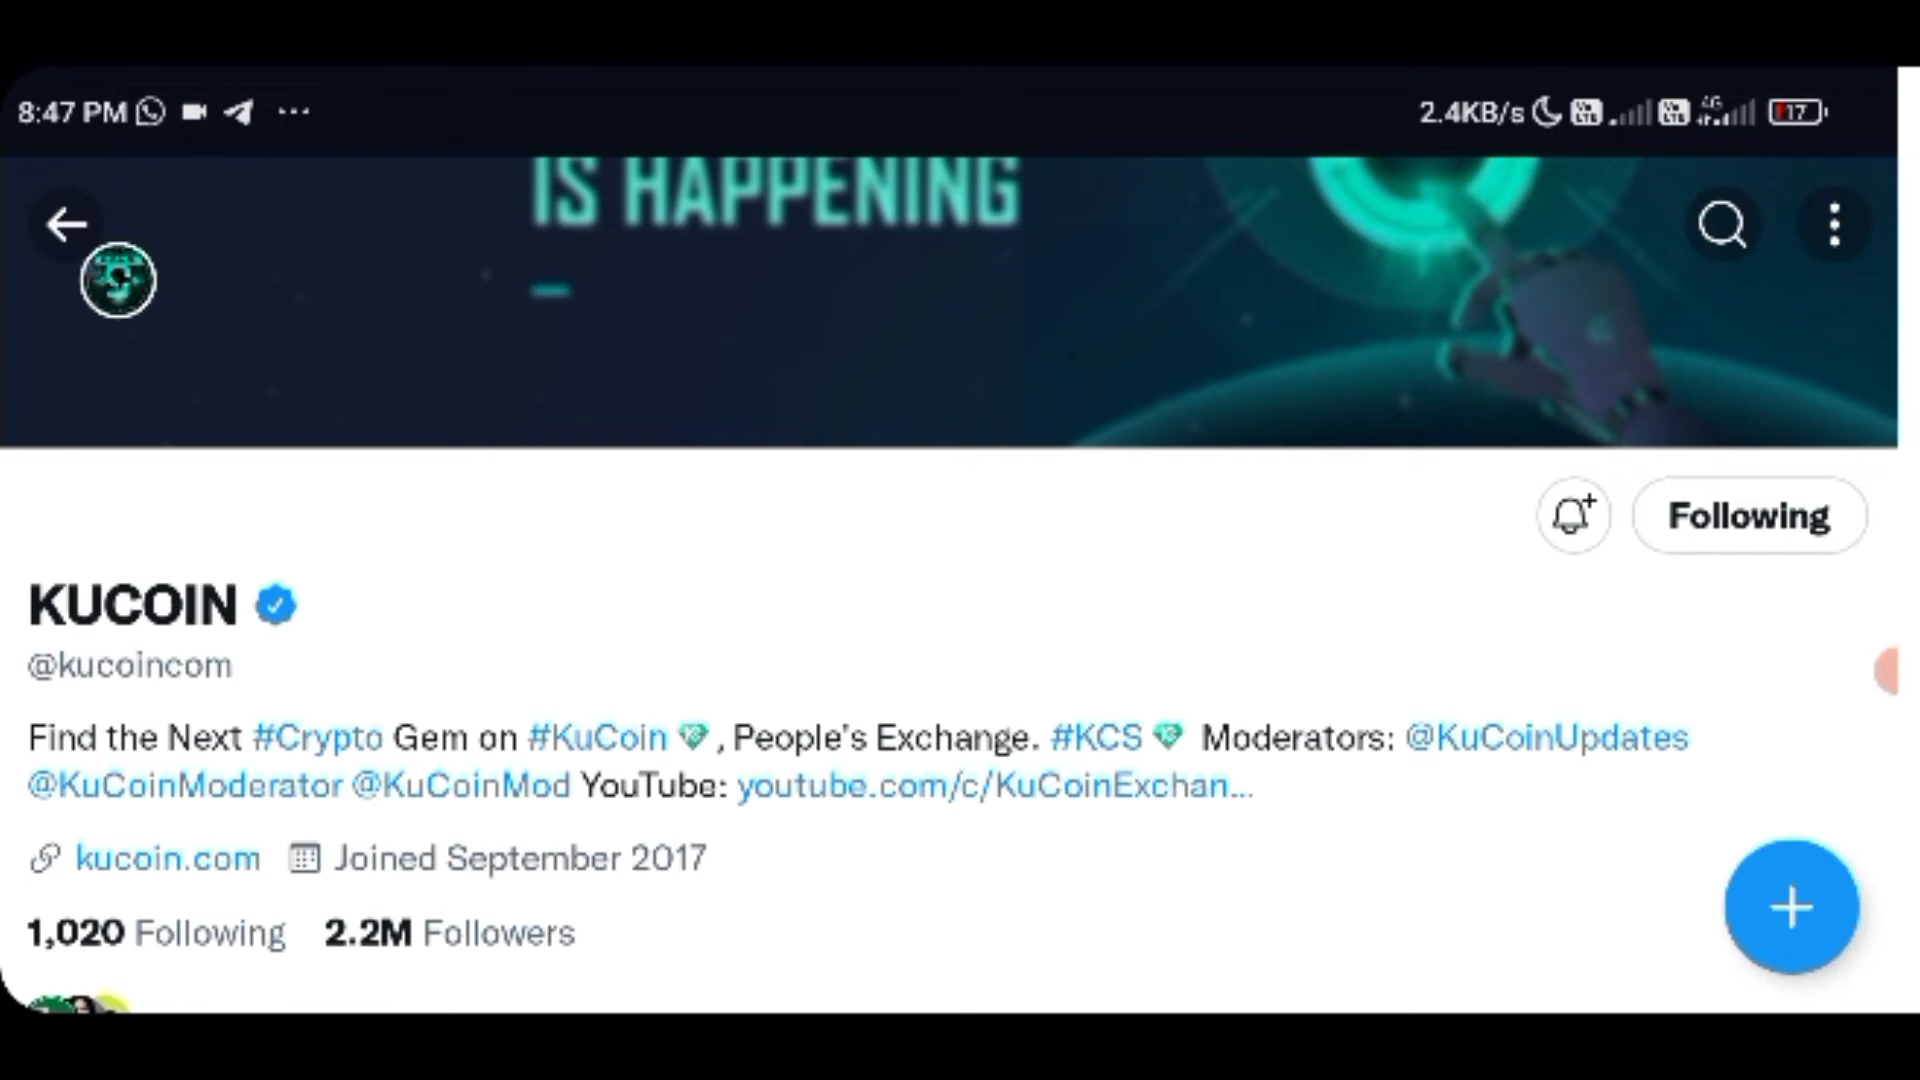 8:47 PM ... 2.4KB/s 4G 17
IS HAPPENING
Following
KUCOIN
@kucoincom
Find the Next #Crypto Gem on #KuCoin , People's Exchange. #KCS Moderators: @KuCoinUpdates
@KuCoinModerator @KuCoinMod YouTube: youtube.com/c/KuCoinExchan...
kucoin.com Joined September 2017
1,020 Following 2.2M Followers